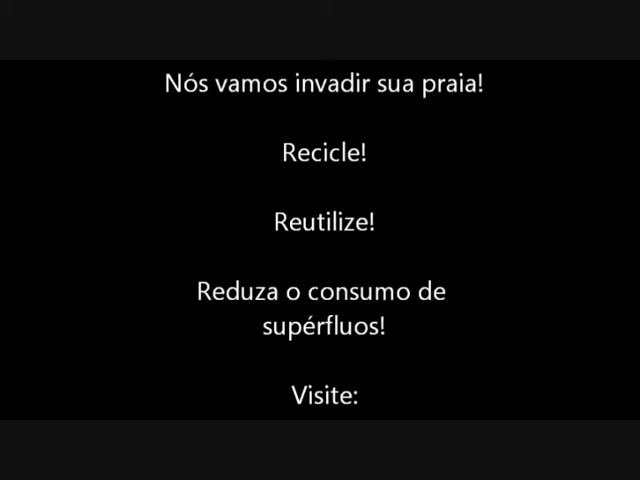 Nós vamos invadir sua praia!
Recicle!
Reutilize!
Reduza o consumo de
supérfluos!
Visite: